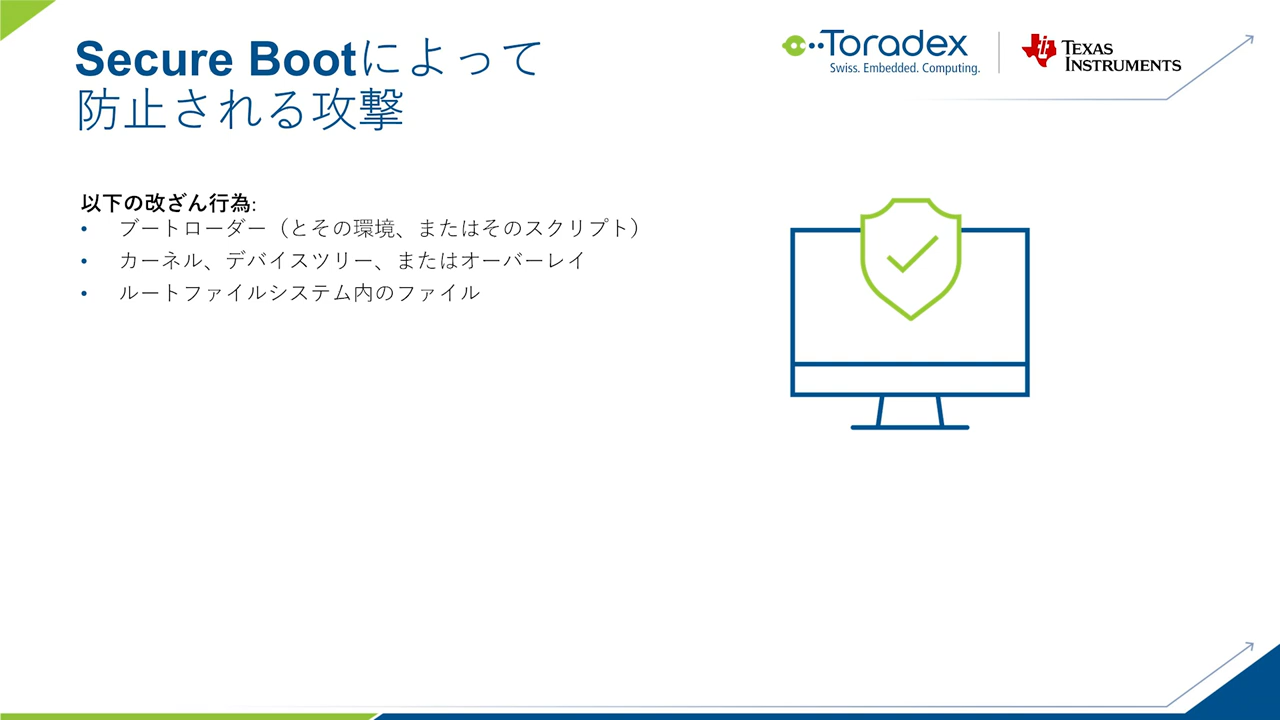 Secure Bootによって
防止される攻撃
Toradex
Swiss. Embedded. Computing.
TEXAS
INSTRUMENTS
以下の改ざん行為:
• ブートローダー（とその環境、またはそのスクリプト）
• カーネル、デバイスツリー、またはオーバーレイ
• ルートファイルシステム内のファイル